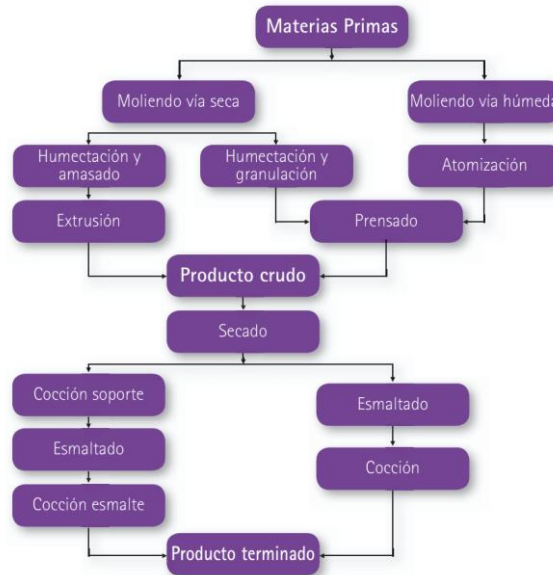 Materias Primas
Moliendo vía seca
Moliendo vía húmeda
Humectación y
amasado
Humectación y
granulación
Atomización
Extrusión
Prensado
Producto crudo
Secado
Cocción soporte
Esmaltado
Esmaltado
Cocción
Cocción esmalte
Producto terminado